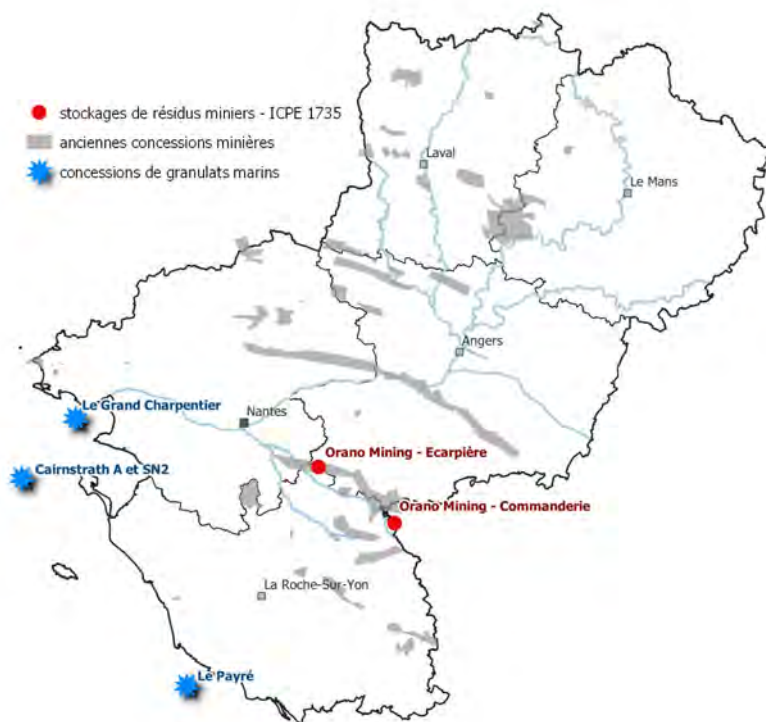 stockages de résidus miniers - ICPE 1735
anciennes concessions minières
concessions de granulats marins
Laval
Le Mans
Angers
Le Grand Charpentier
Nantes
Orano Mining - Ecarpière
Cairnstrath A et SN2
Orano Mining - Commanderie
La Roche-Sur-Yon
Le Payré